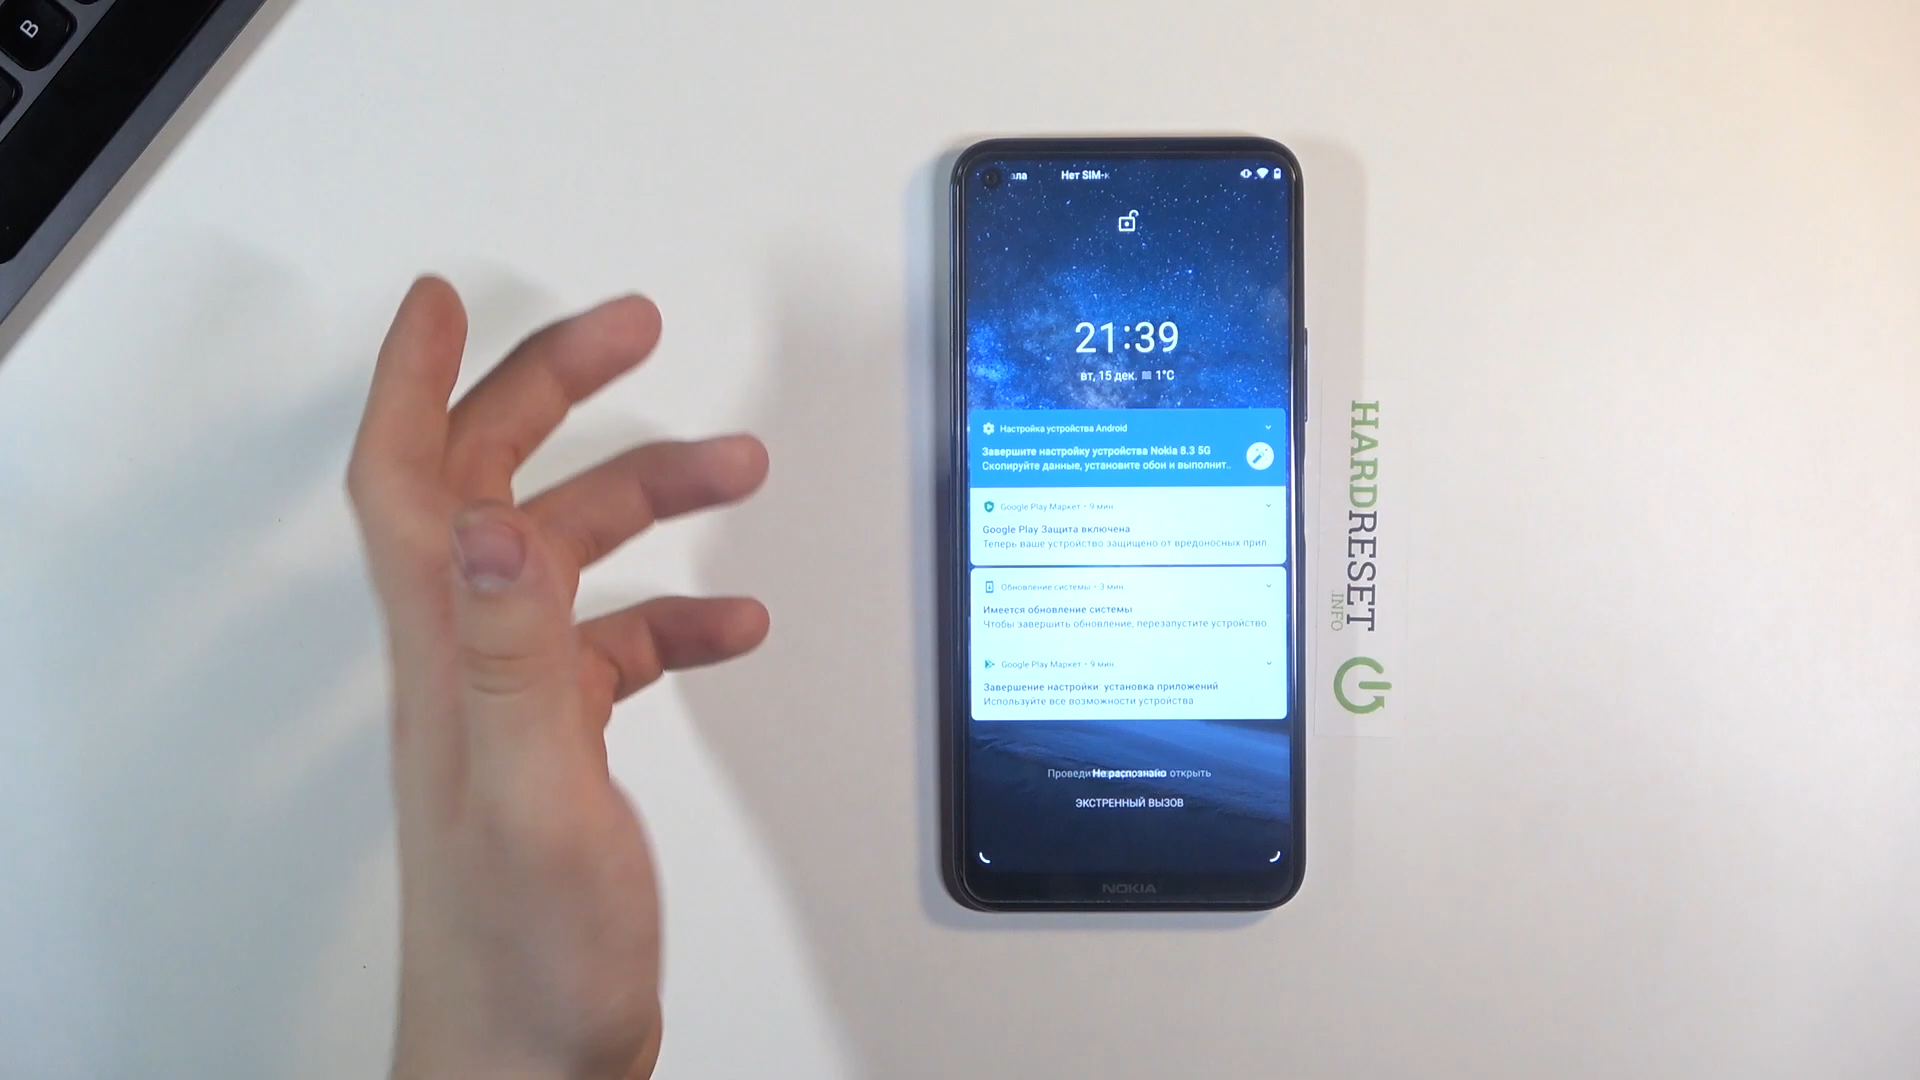 B
ала Нет SIM-к
21:39
вт, 15 дек. 1°C
Настройка устройства Android
Завершите настройку устройства Nokia 8.3 5G
Скопируйте данные, установите обои и выполнит..
Google Play Маркет • 9 мин
Google Play Защита включена
Теперь ваше устройство защищено от вредоносных прил..
Обновление системы • 3 мин
Имеется обновление системы
Чтобы завершить обновление, перезапустите устройство
Google Play Маркет • 9 мин
Завершение настройки: установка приложений
Используйте все возможности устройства
Проведи Не распознано открыть
ЭКСТРЕННЫЙ ВЫЗОВ
NOKIA
HARDRESET
.INFO